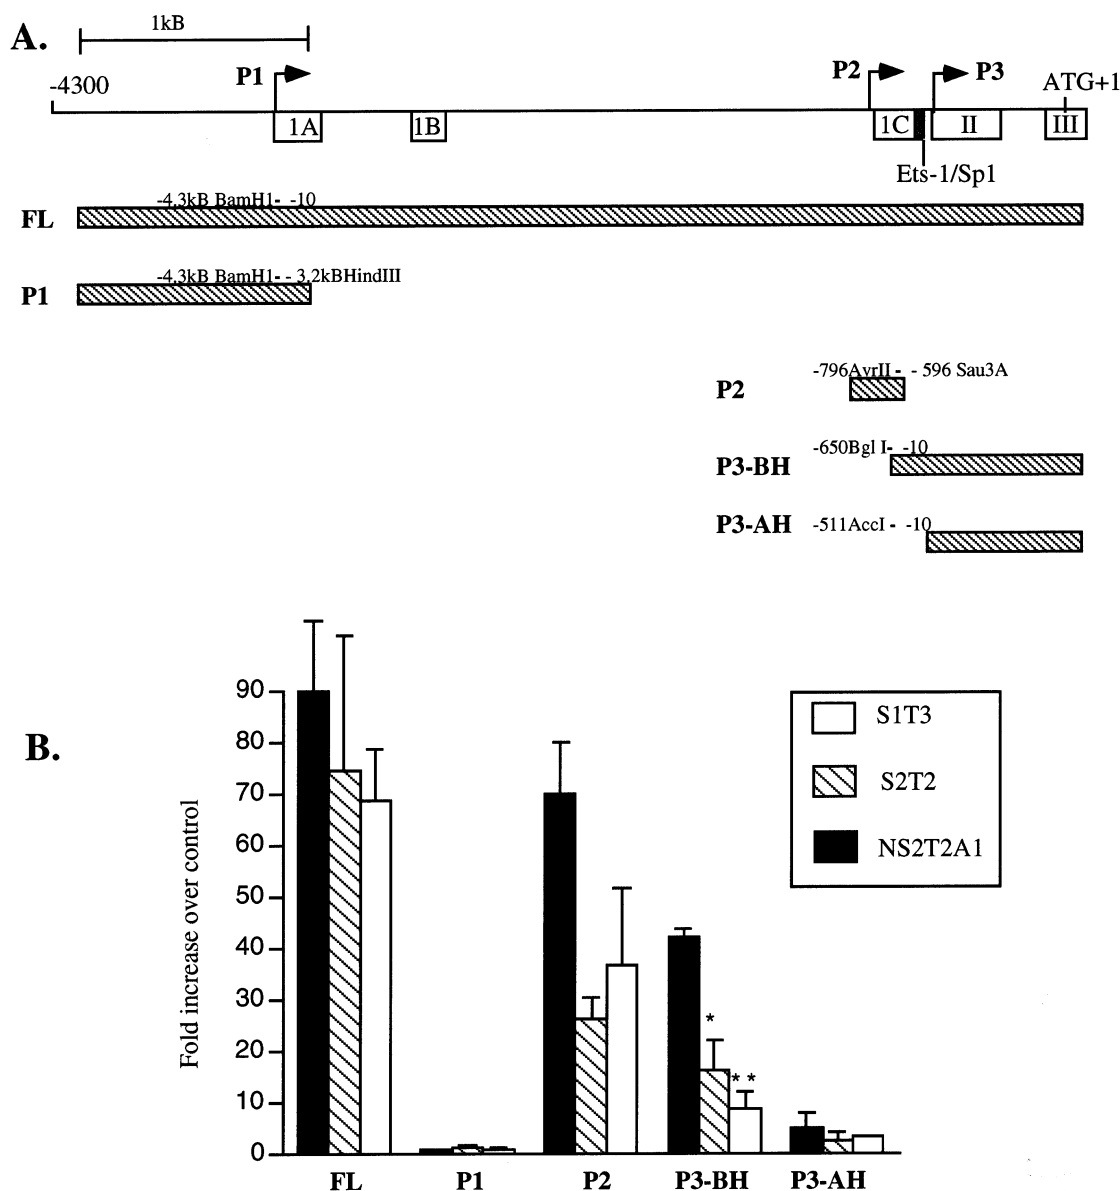 A.
1kB
P1
P2
P3
-4300
ATG+1
1A
1B
1C
II
III
Ets-1/Sp1
-4.3kB BamH1- -10
FL
-4.3kB BamH1- - 3.2kBHindIII
P1
-796AvrII - - 596 Sau3A
P2
-650Bgl I- -10
P3-BH
-511AccI - -10
P3-AH
B.
Fold increase over control
90
80
70
60
50
40
30
20
10
0
*
* *
S1T3
S2T2
NS2T2A1
FL
P1
P2
P3-BH
P3-AH